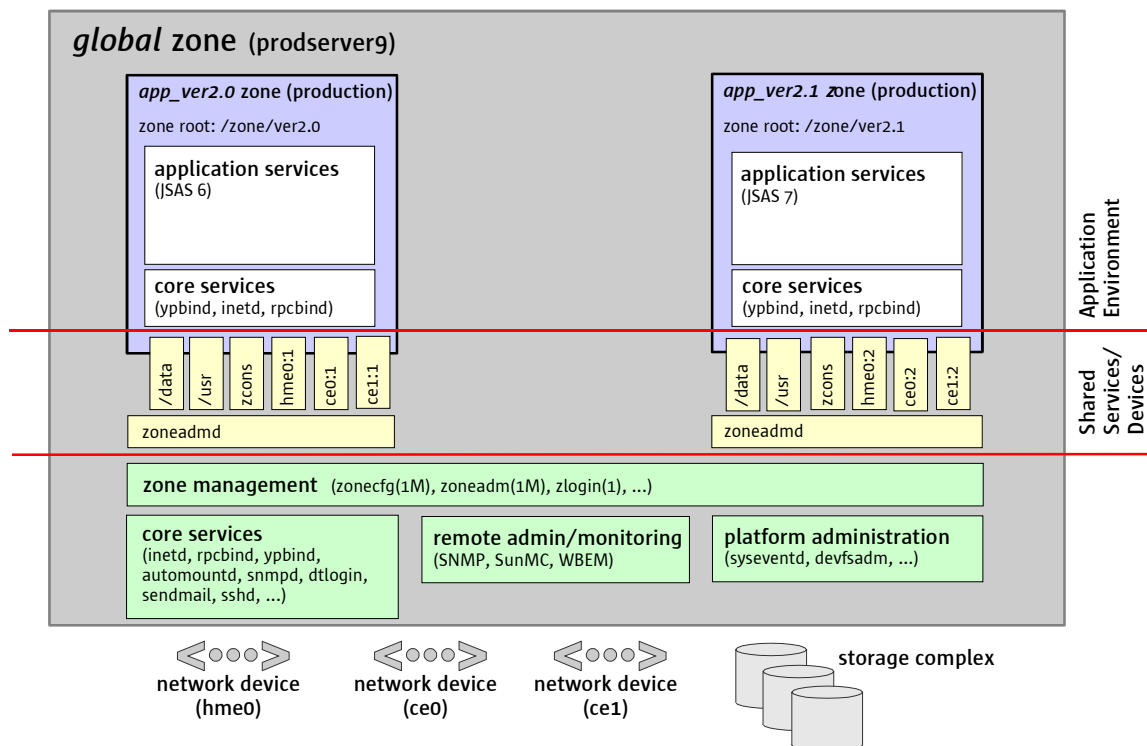 global zone (prodserver9)
app_ver2.0 zone (production)
zone root: /zone/ver2.0
application services
(JSAS 6)
core services
(ypbind, inetd, rpcbind)
app_ver2.1 zone (production)
zone root: /zone/ver2.1
application services
(JSAS 7)
core services
(ypbind, inetd, rpcbind)
Application
Environment
/data
/usr
zcons
hme0:1
ce0:1
ce1:1
zoneadmd
/data
/usr
zcons
hme0:2
ce0:2
ce1:2
zoneadmd
Shared
Services/
Devices
zone management (zonecfg(1M), zoneadm(1M), zlogin(1), ...)
core services
(inetd, rpcbind, ypbind,
automountd, snmpd, dtlogin,
sendmail, sshd, ...)
remote admin/monitoring
(SNMP, SunMC, WBEM)
platform administration
(syseventd, devfsadm, ...)
network device
(hme0)
network device
(ce0)
network device
(ce1)
storage complex